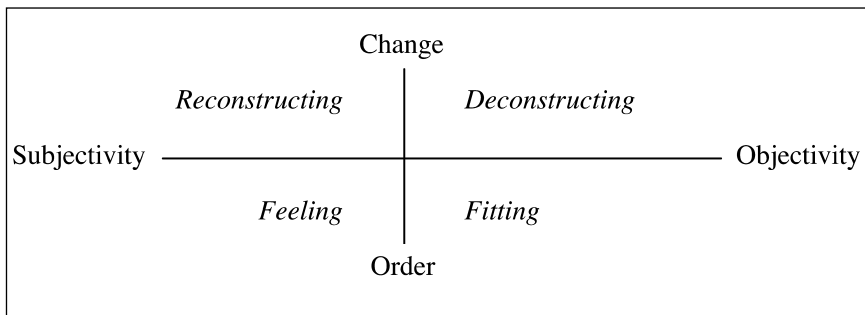 Change
Reconstructing Deconstructing
Subjectivity Objectivity
Feeling Fitting
Order